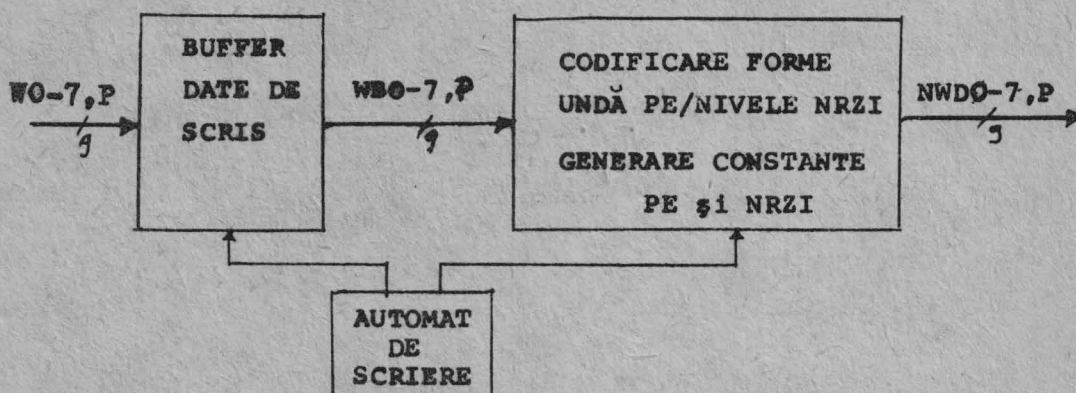 W0-7,P
9
BUFFER
DATE DE
SCRIS
WB0-7,P
9
CODIFICARE FORME
UNDĂ PE/NIVELE NRZI
GENERARE CONSTANTE
PE și NRZI
NWD0-7,P
9
AUTOMAT
DE
SCRIERE